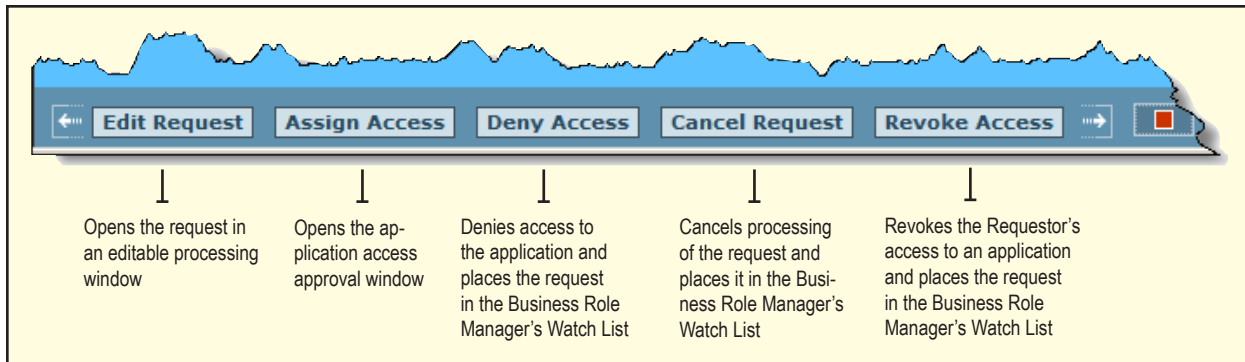 Edit Request
Assign Access
Deny Access
Cancel Request
Revoke Access
Opens the request in
an editable processing
window
Opens the ap-
plication access
approval window
Denies access to
the application and
places the request
in the Business Role
Manager's Watch List
Cancels processing
of the request and
places it in the Busi-
ness Role Manager's
Watch List
Revokes the Requestor's
access to an application
and places the request
in the Business Role
Manager's Watch List